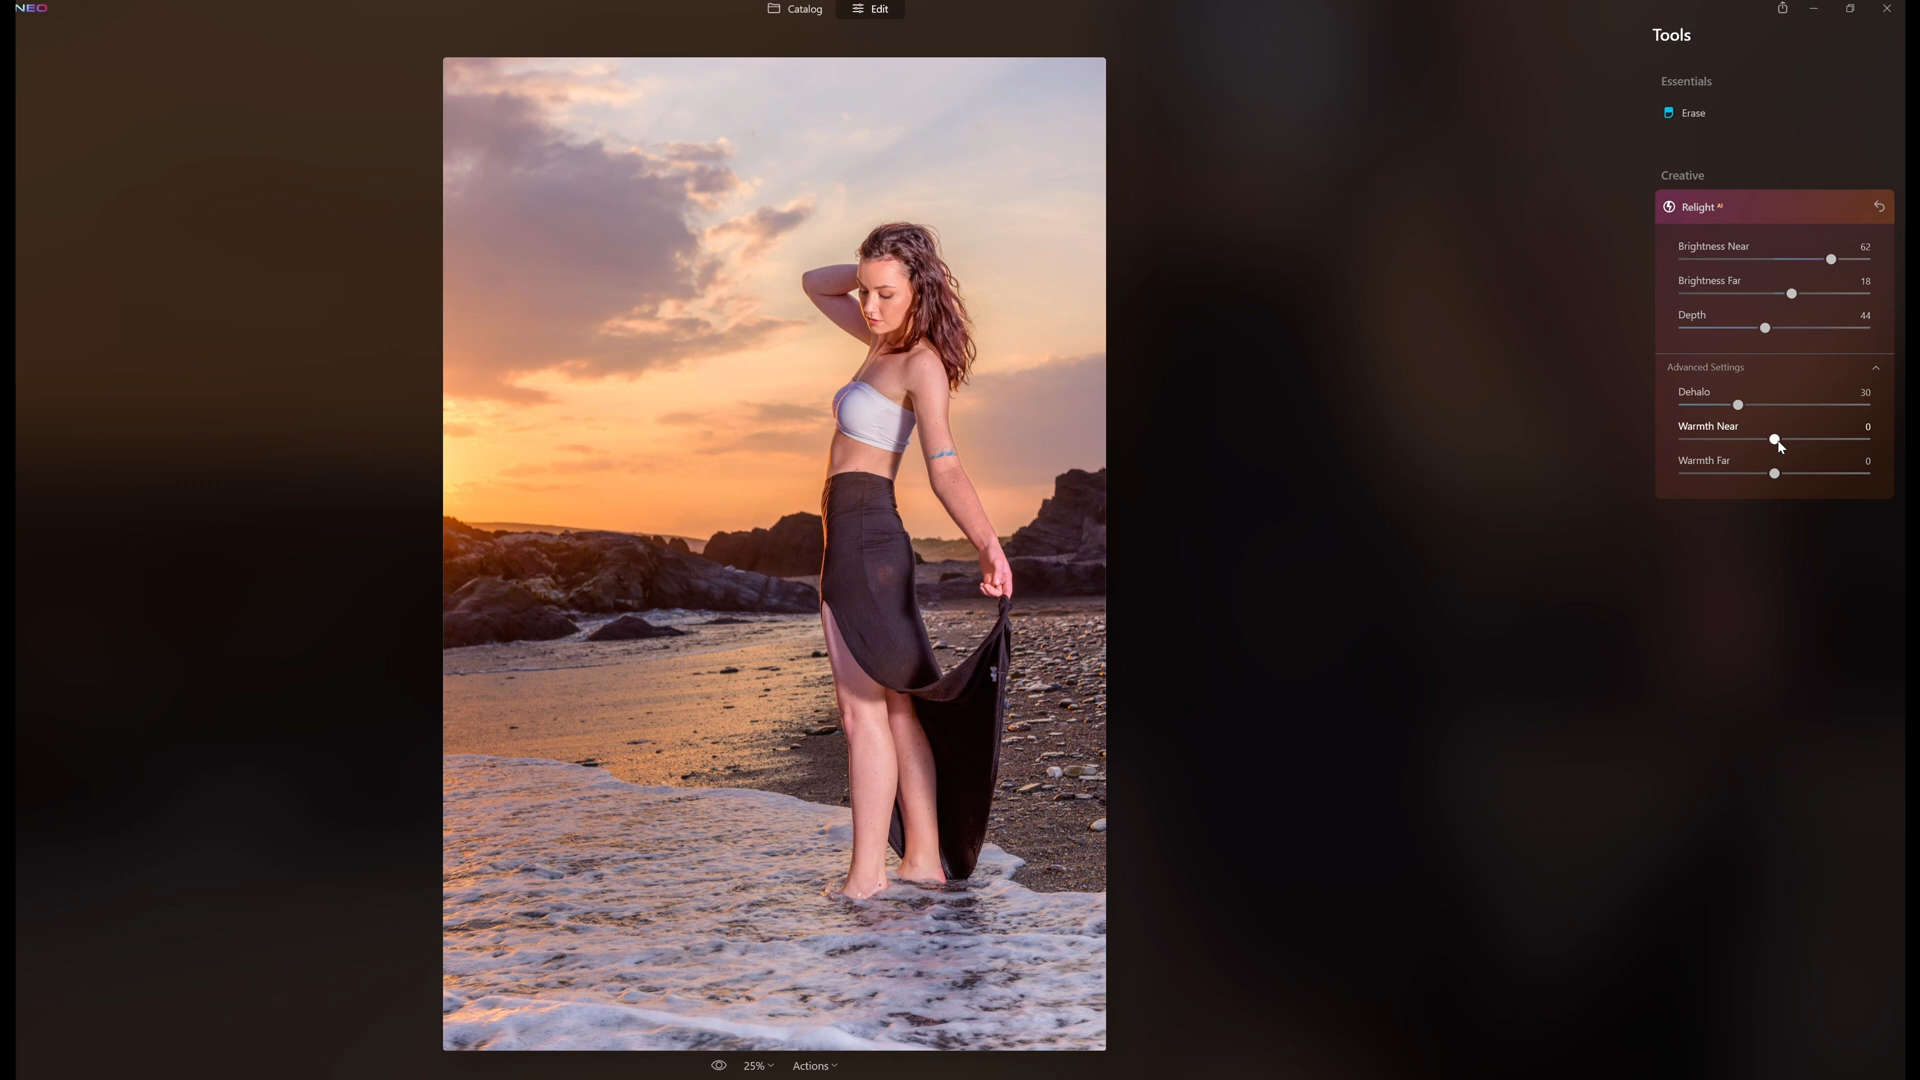 NEO
Catalog
Edit
Tools
Essentials
Erase
Creative
Relight AI
Brightness Near 62
Brightness Far 18
Depth 44
Advanced Settings
Dehalo 30
Warmth Near 0
Warmth Far 0
25%
Actions